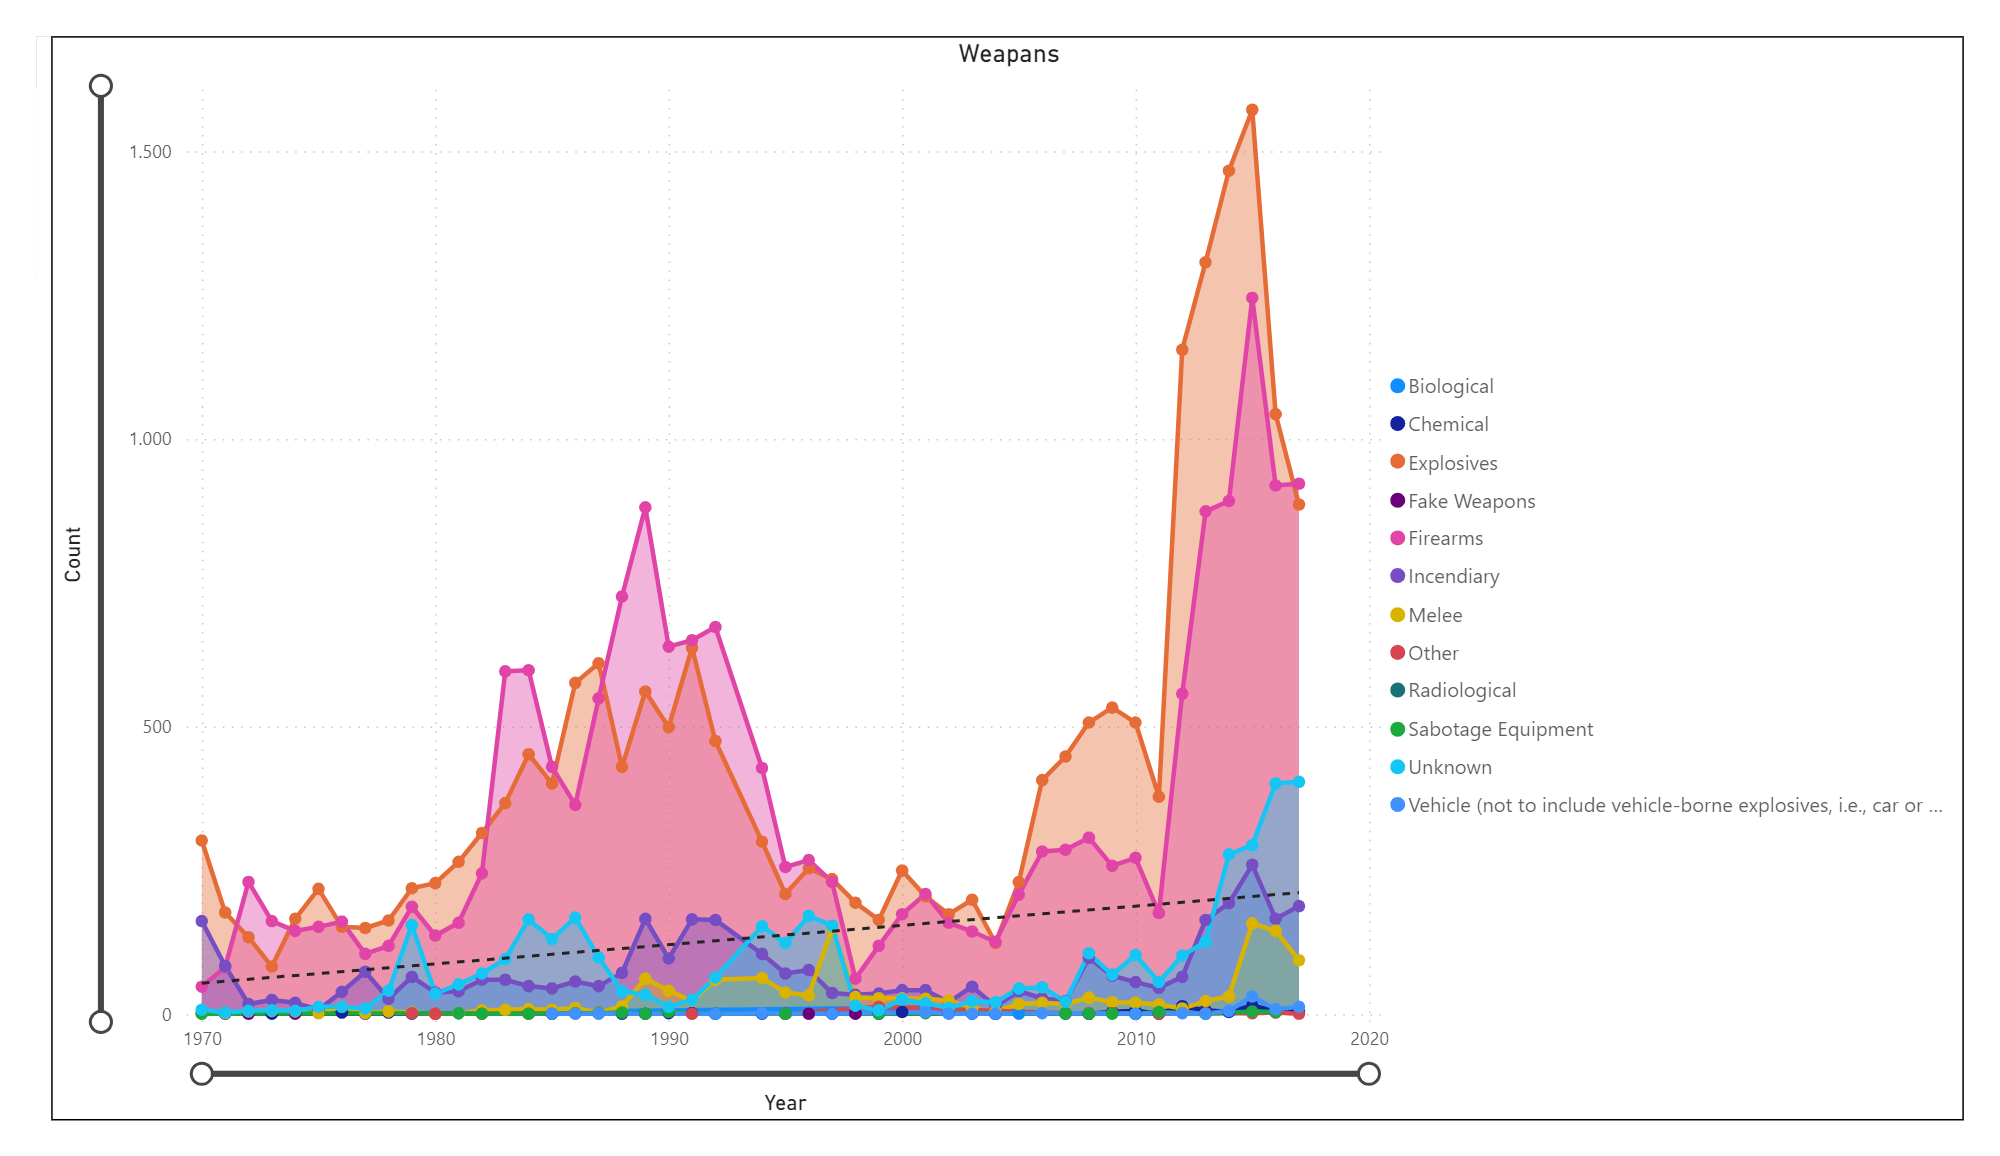 Weapans
1.500
1.000
500
0
Count
1970 1980 1990 2000 2010 2020
Year
Biological
Chemical
Explosives
Fake Weapons
Firearms
Incendiary
Melee
Other
Radiological
Sabotage Equipment
Unknown
Vehicle (not to include vehicle-borne explosives, i.e., car or ...